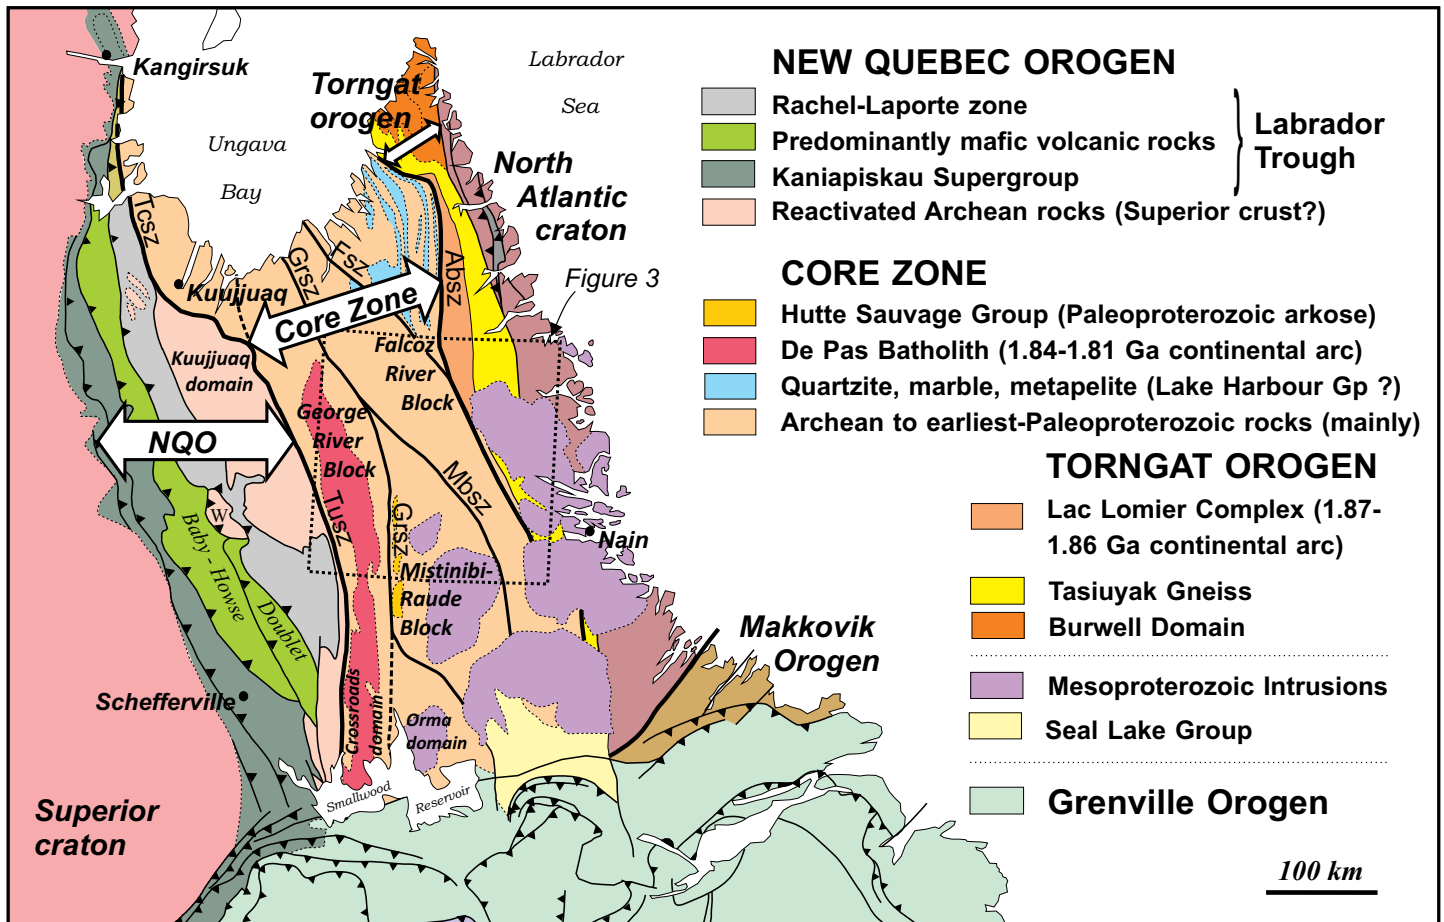 Kangirsuk
Torngat
orogen
Labrador
Sea
Ungava
Bay
North
Atlantic
craton
Figure 3
Tcsz
Grsz
Fsz
Absz
Kuujjuaq
Core Zone
Kuujjuaq
domain
Falcoz
River
Block
George
River
Block
NQO
Mbsz
Tusz
Grsz
W
Nain
Mistinibi-
Raude
Block
Baby - Howse
Doublet
Makkovik
Orogen
Schefferville
Crossroads
domain
Orma
domain
Smallwood
Reservoir
Superior
craton
NEW QUEBEC OROGEN
Rachel-Laporte zone
Predominantly mafic volcanic rocks
Kaniapiskau Supergroup
Labrador
Trough
Reactivated Archean rocks (Superior crust?)
CORE ZONE
Hutte Sauvage Group (Paleoproterozoic arkose)
De Pas Batholith (1.84-1.81 Ga continental arc)
Quartzite, marble, metapelite (Lake Harbour Gp ?)
Archean to earliest-Paleoproterozoic rocks (mainly)
TORNGAT OROGEN
Lac Lomier Complex (1.87-
1.86 Ga continental arc)
Tasiuyak Gneiss
Burwell Domain
Mesoproterozoic Intrusions
Seal Lake Group
Grenville Orogen
100 km